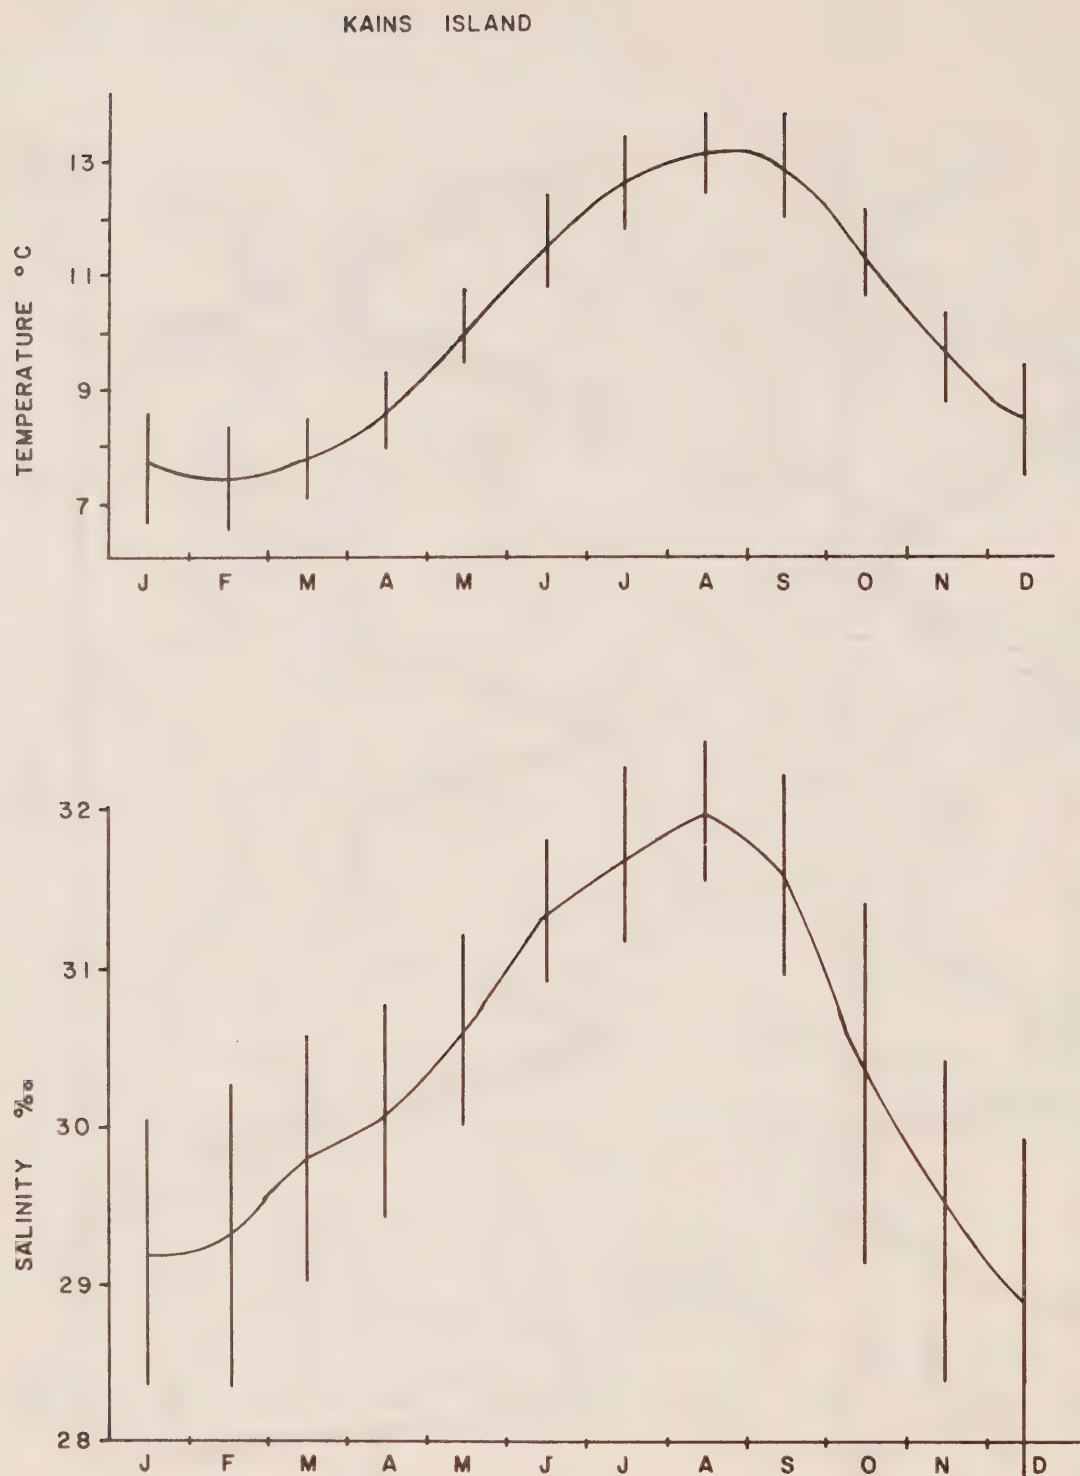 KAINS ISLAND
TEMPERATURE °C
13
11
9
7
J F M A M J J A S O N D
SALINITY ‰
32
31
30
29
28
J F M A M J J A S O N D